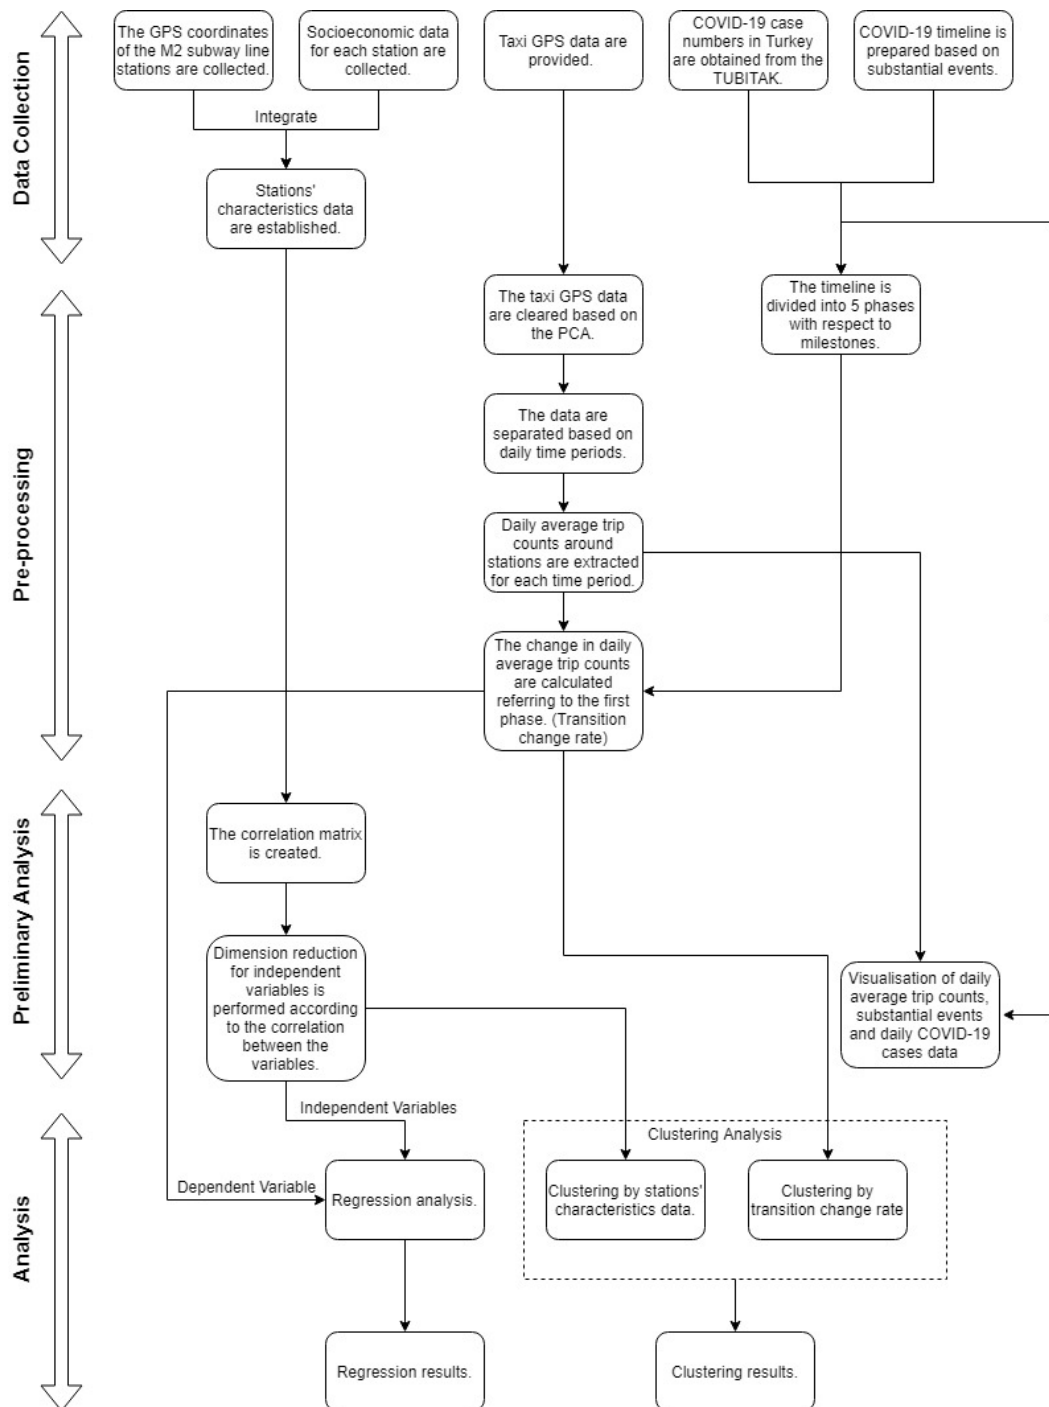 Data Collection
The GPS coordinates
of the M2 subway line
stations are collected.
Socioeconomic data
for each station are
collected.
Taxi GPS data are
provided.
COVID-19 case
numbers in Turkey
are obtained from the
TUBITAK.
COVID-19 timeline is
prepared based on
substantial events.
Integrate
Stations'
characteristics data
are established.
Pre-processing
The taxi GPS data
are cleared based on
the PCA.
The timeline is
divided into 5 phases
with respect to
milestones.
The data are
separated based on
daily time periods.
Daily average trip
counts around
stations are extracted
for each time period.
The change in daily
average trip counts
are calculated
referring to the first
phase. (Transition
change rate)
Preliminary Analysis
The correlation matrix
is created.
Dimension reduction
for independent
variables is
performed according
to the correlation
between the
variables.
Visualisation of daily
average trip counts,
substantial events
and daily COVID-19
cases data
Analysis
Independent Variables
Dependent Variable
Regression analysis.
Clustering Analysis
Clustering by stations'
characteristics data.
Clustering by
transition change rate
Regression results.
Clustering results.